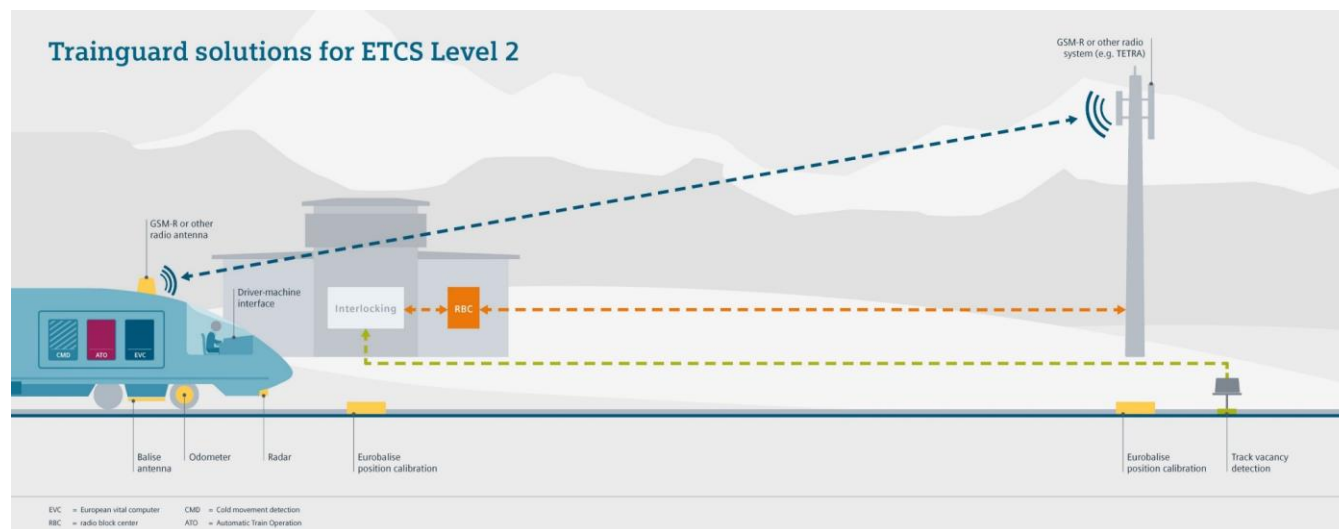 Trainguard solutions for ETCS Level 2
GSM-R or other radio
system (e.g. TETRA)
GSM-R or other
radio antenna
Driver-machine
interface
Interlocking
RBC
CMD
ATO
EVC
Balise
antenna
Odometer
Radar
Eurobalise
position calibration
Eurobalise
position calibration
Track vacancy
detection
EVC = European vital computer
CMD = Cold movement detection
RBC = radio block center
ATO = Automatic Train Operation